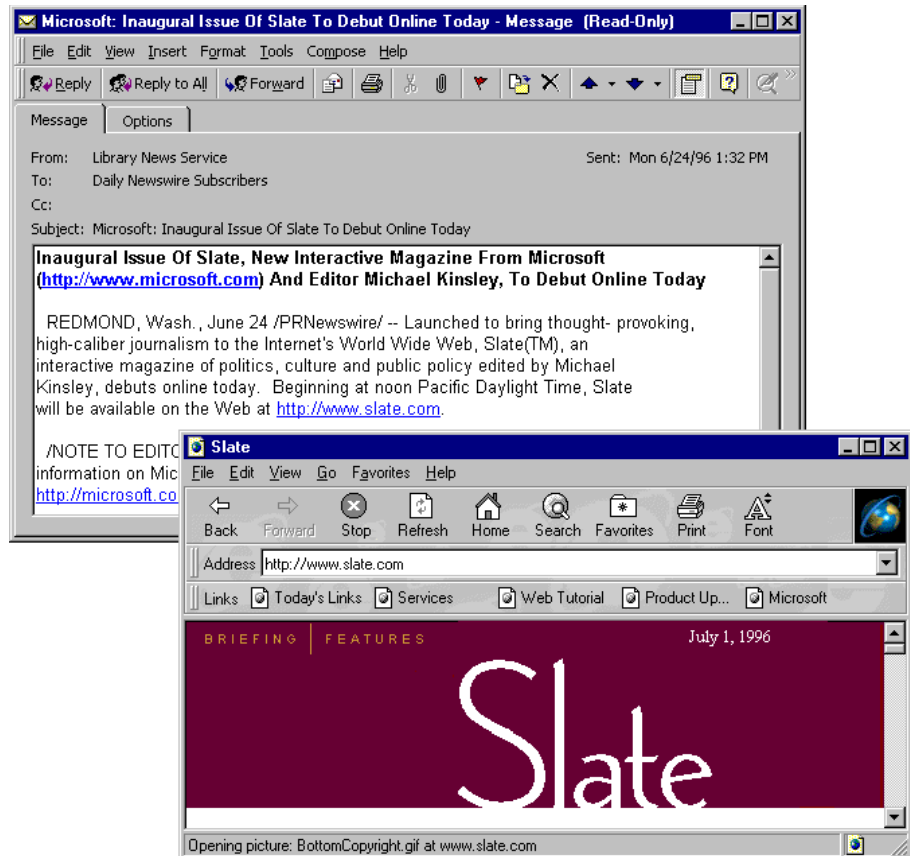 Microsoft: Inaugural Issue Of Slate To Debut Online Today - Message (Read-Only)
File Edit View Insert Format Tools Compose Help
Reply Reply to All Forward
Message Options
From: Library News Service Sent: Mon 6/24/96 1:32 PM
To: Daily Newswire Subscribers
Cc:
Subject: Microsoft: Inaugural Issue Of Slate To Debut Online Today
Inaugural Issue Of Slate, New Interactive Magazine From Microsoft
(http://www.microsoft.com) And Editor Michael Kinsley, To Debut Online Today
REDMOND, Wash., June 24 /PRNewswire/ -- Launched to bring thought- provoking,
high-caliber journalism to the Internet's World Wide Web, Slate(TM), an
interactive magazine of politics, culture and public policy edited by Michael
Kinsley, debuts online today. Beginning at noon Pacific Daylight Time, Slate
will be available on the Web at http://www.slate.com.
/NOTE TO EDITO
information on Mic
http://microsoft.co
Slate
File Edit View Go Favorites Help
Back Forward Stop Refresh Home Search Favorites Print Font
Address http://www.slate.com
Links Today's Links Services Web Tutorial Product Up... Microsoft
BRIEFING FEATURES July 1, 1996
Slate
Opening picture: BottomCopyright.gif at www.slate.com